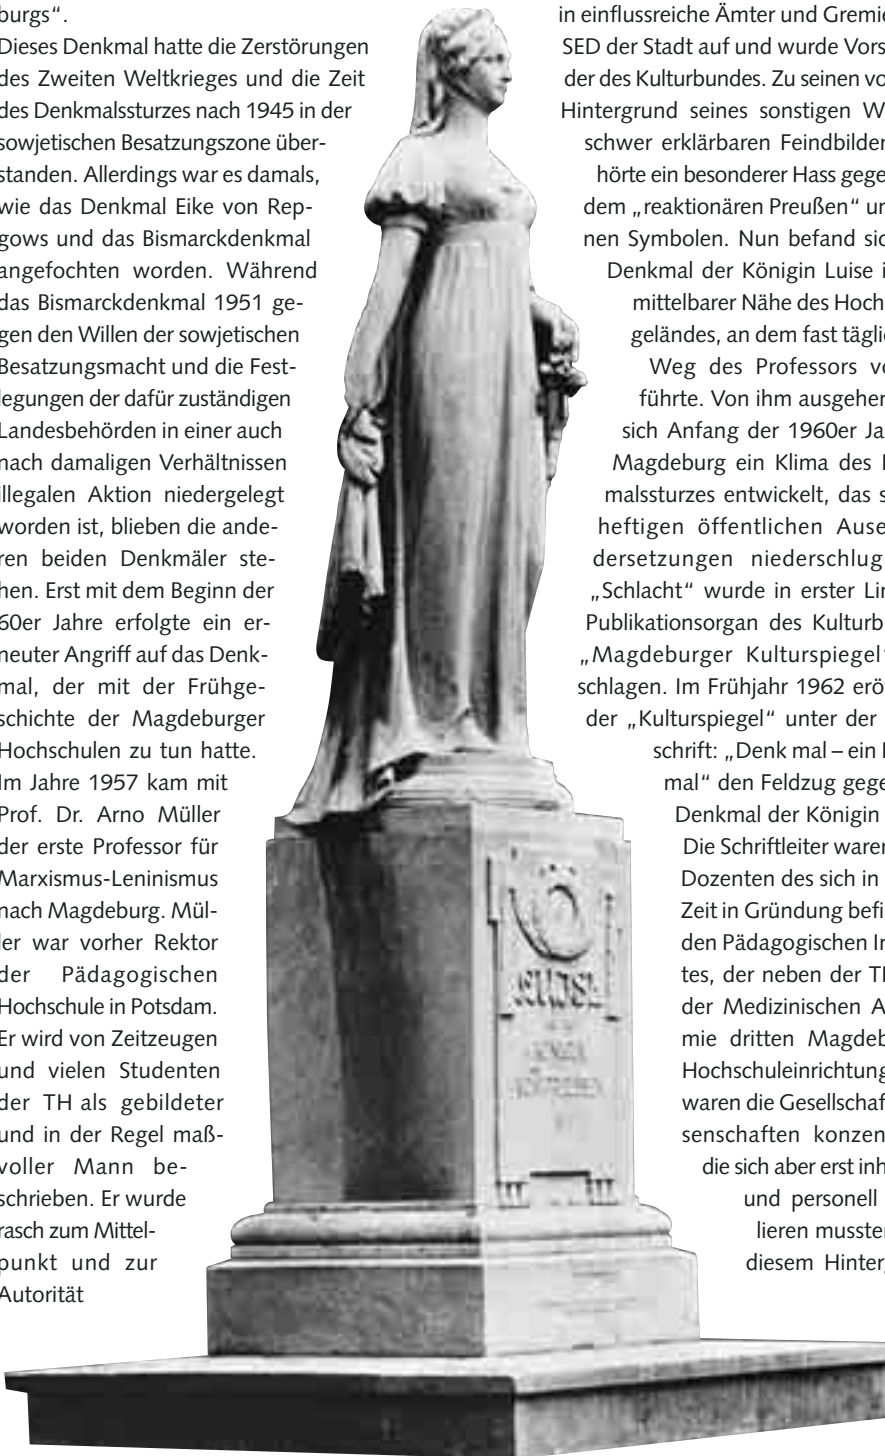 burgs“.
Dieses Denkmal hatte die Zerstörungen
des Zweiten Weltkrieges und die Zeit
des Denkmalssturzes nach 1945 in der
sowjetischen Besatzungszone über-
standen. Allerdings war es damals,
wie das Denkmal Eike von Rep-
gows und das Bismarckdenkmal
angefochten worden. Während
das Bismarckdenkmal 1951 ge-
gen den Willen der sowjetischen
Besatzungsmacht und die Fest-
legungen der dafür zuständigen
Landesbehörden in einer auch
nach damaligen Verhältnissen
illegalen Aktion niedergelegt
worden ist, blieben die ande-
ren beiden Denkmäler ste-
hen. Erst mit dem Beginn der
60er Jahre erfolgte ein er-
neuter Angriff auf das Denk-
mal, der mit der Frühge-
schichte der Magdeburger
Hochschulen zu tun hatte.
Im Jahre 1957 kam mit
Prof. Dr. Arno Müller
der erste Professor für
Marxismus-Leninismus
nach Magdeburg. Mül-
ler war vorher Rektor
der Pädagogischen
Hochschule in Potsdam.
Er wird von Zeitzeugen
und vielen Studenten
der TH als gebildeter
und in der Regel maß-
voller Mann be-
schrieben. Er wurde
rasch zum Mittel-
punkt und zur
Autorität
in einflussreiche Ämter und Gremie
SED der Stadt auf und wurde Vors
der des Kulturbundes. Zu seinen vo
Hintergrund seines sonstigen W
schwer erklärbaren Feindbilder
hörte ein besonderer Hass gege
dem „reaktionären Preußen“ un
nen Symbolen. Nun befand sic
Denkmal der Königin Luise i
mittelbarer Nähe des Hoch
geländes, an dem fast täglic
Weg des Professors vo
führte. Von ihm ausgeher
sich Anfang der 1960er Ja
Magdeburg ein Klima des
malssturzes entwickelt, das s
heftigen öffentlichen Ause
dersetzungen niederschlug
„Schlacht“ wurde in erster Lin
Publikationsorgan des Kulturb
„Magdeburger Kulturspiegel“
schlagen. Im Frühjahr 1962 eröf
der „Kulturspiegel“ unter der
schrift: „Denk mal – ein
mal“ den Feldzug gege
Denkmal der Königin
Die Schriftleiter waren
Dozenten des sich in
Zeit in Gründung befi
den Pädagogischen In
tes, der neben der TH
der Medizinischen A
mie dritten Magdeb
Hochschuleinrichtung
waren die Gesellschaf
senschaften konzen
die sich aber erst inh
und personell
lieren musste
diesem Hinterg
LUISE